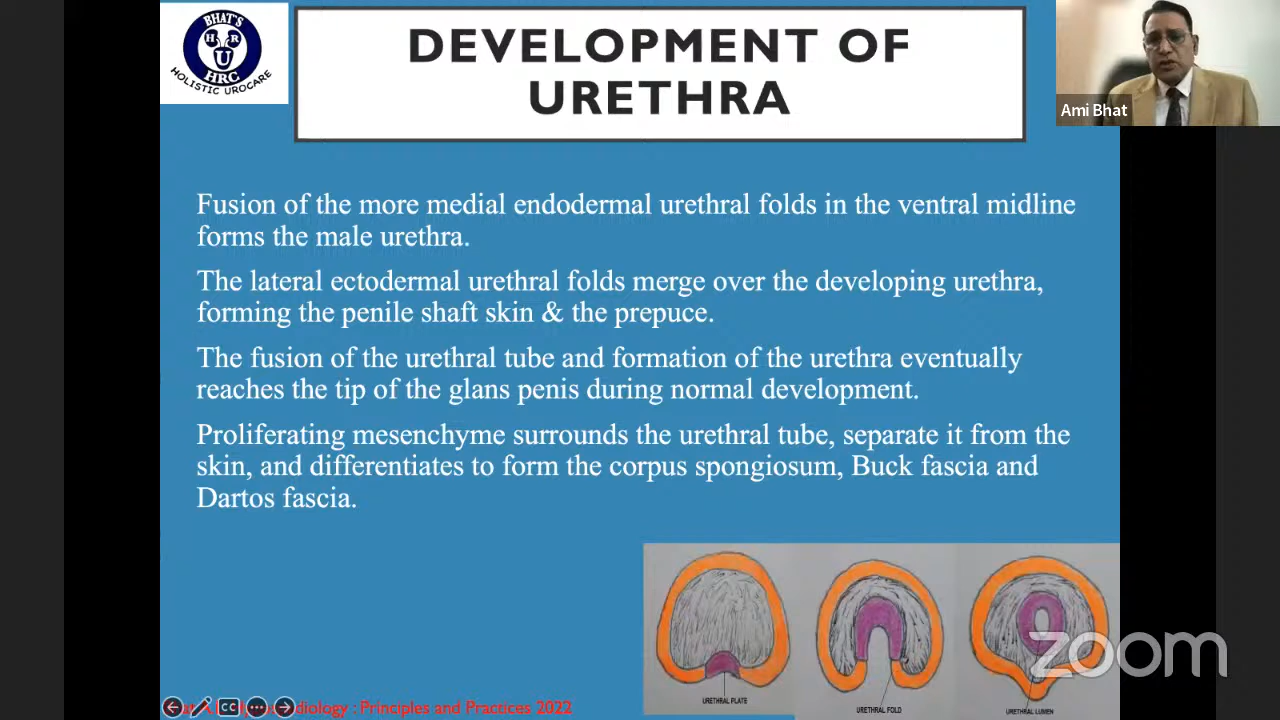 BHAT'S
H R
U
HRC
HOLISTIC UROCARE
DEVELOPMENT OF
URETHRA
Ami Bhat
Fusion of the more medial endodermal urethral folds in the ventral midline
forms the male urethra.
The lateral ectodermal urethral folds merge over the developing urethra,
forming the penile shaft skin & the prepuce.
The fusion of the urethral tube and formation of the urethra eventually
reaches the tip of the glans penis during normal development.
Proliferating mesenchyme surrounds the urethral tube, separate it from the
skin, and differentiates to form the corpus spongiosum, Buck fascia and
Dartos fascia.
URETHRAL PLATE
URETHRAL FOLD
URETHRAL LUMEN
zoom
CC
: Principles and Practices 2022